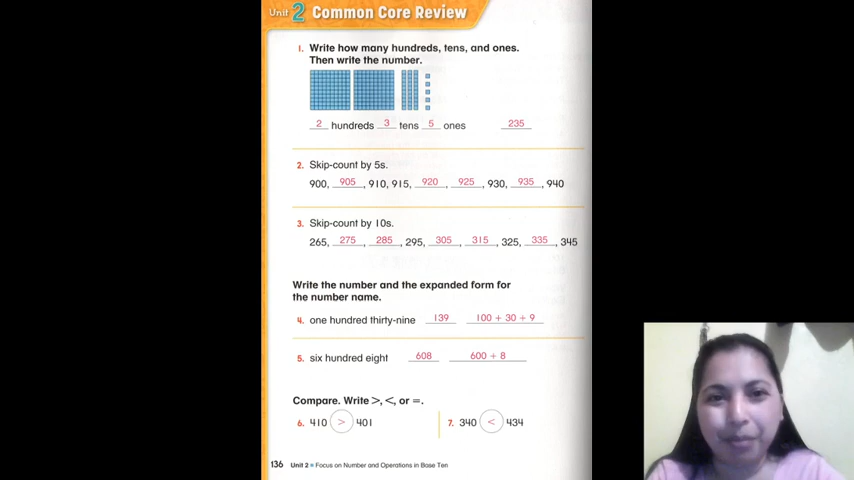 Unit 2 Common Core Review
1. Write how many hundreds, tens, and ones.
Then write the number.
2 hundreds 3 tens 5 ones 235
2. Skip-count by 5s.
900, 905, 910, 915, 920, 925, 930, 935, 940
3. Skip-count by 10s.
265, 275, 285, 295, 305, 315, 325, 335, 345
Write the number and the expanded form for
the number name.
4. one hundred thirty-nine 139 100 + 30 + 9
5. six hundred eight 608 600 + 8
Compare. Write >, <, or =.
6. 410 > 401 7. 340 < 434
136 Unit 2 • Focus on Number and Operations in Base Ten